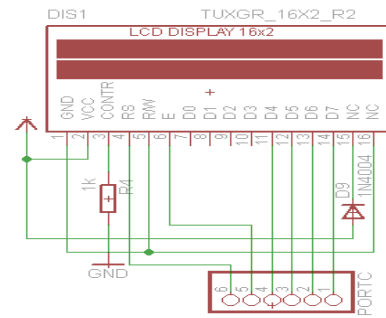 DIS1 TUXGR_16X2_R2
LCD DISPLAY 16x2
GND VCC CONTR RS R/W E D0 D1 D2 D3 D4 D5 D6 D7 NC NC
1 2 3 4 5 6 7 8 9 10 11 12 13 14 15 16
1k R4
D9 1N4004
GND
6 5 4 3 2 1
PORTC